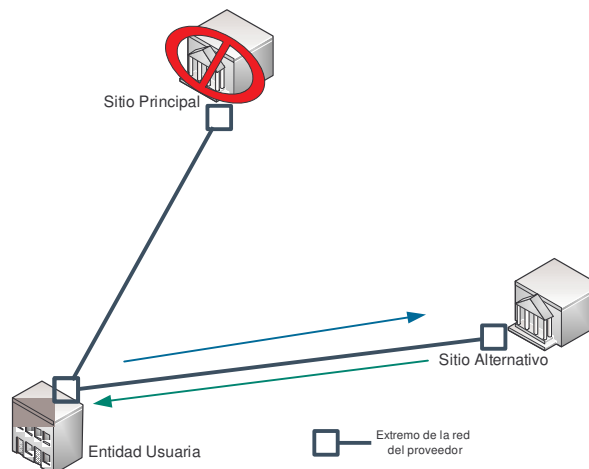 Sitio Principal
Sitio Alternativo
Entidad Usuaria
Extremo de la red
del proveedor